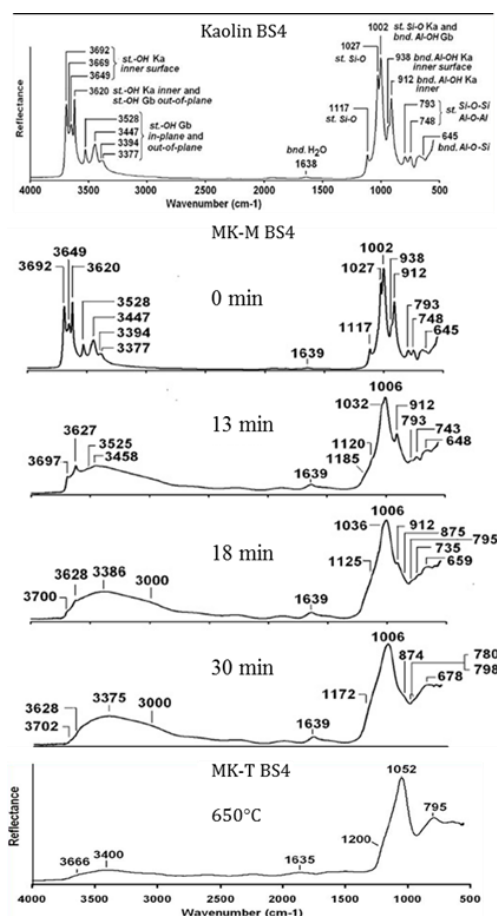 Kaolin BS4
Reflectance
3692
3669
3649
st.-OH Ka
inner surface
3620 st.-OH Ka inner and
st.-OH Gb out-of-plane
3528
3447
3394
3377
st.-OH Gb
in-plane and
out-of-plane
bnd. H₂O
1638
1117
st. Si-O
1027
st. Si-O
1002 st. Si-O Ka and
bnd. Al-OH Gb
938 bnd. Al-OH Ka
inner surface
912 bnd. Al-OH Ka
inner
793
748
st. Si-O-Si
Al-O-Al
645
bnd. Al-O-Si
4000 3500 3000 2500 2000 1500 1000 500
Wavenumber (cm-1)
MK-M BS4
0 min
3692
3649
3620
3528
3447
3394
3377
1639
1117
1027
1002
938
912
793
748
645
13 min
3697
3627
3525
3458
1639
1185
1120
1032
1006
912
793
743
648
18 min
3700
3628
3386
3000
1639
1125
1036
1006
912
875
795
735
659
30 min
3702
3628
3375
3000
1639
1172
1006
874
780
798
678
MK-T BS4
650°C
Reflectance
3666
3400
1635
1200
1052
795
4000 3500 3000 2500 2000 1500 1000 500
Wavenumber (cm-1)